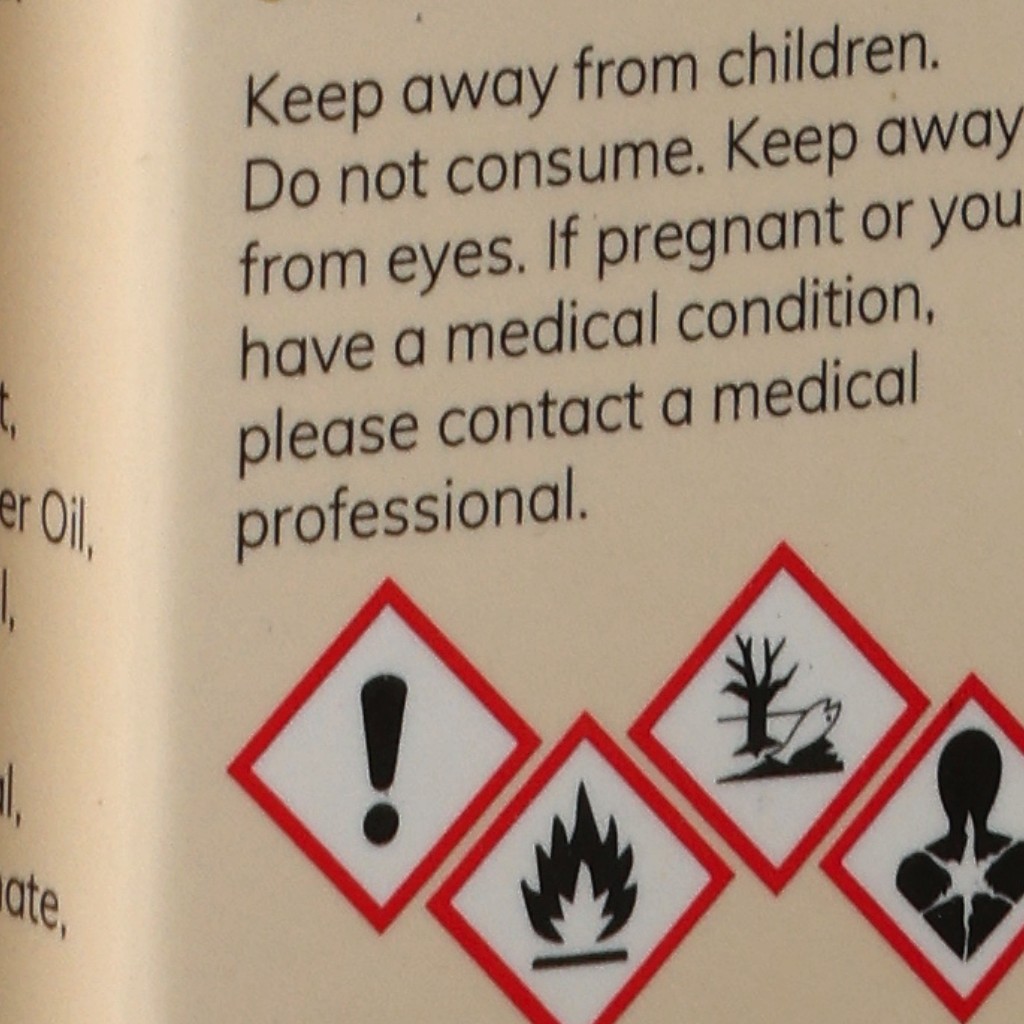 Keep away from children.
Do not consume. Keep away
from eyes. If pregnant or you
have a medical condition,
please contact a medical
professional.
t,
er Oil,
l,
l,
ate,